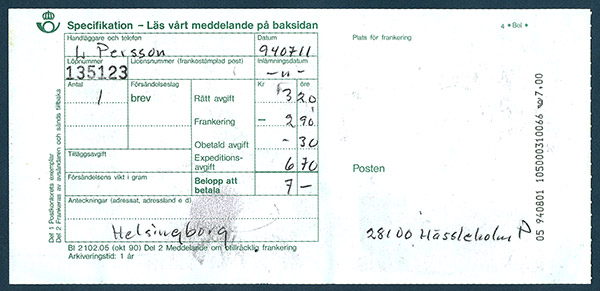 Specifikation – Läs vårt meddelande på baksidan
4 * Bol *
Handläggare och telefon
Datum
L Persson
940711
Plats för frankering
Löpnummer
Licensnummer (frankostämplad post)
Inlämningsdatum
135123
–"–
Antal
Försändelseslag
Kr
öre
1
brev
Rätt avgift
3 20
Frankering
– 2 90
Obetald avgift
– 30
Tilläggsavgift
Expeditions-
avgift
6 70
Försändelsens vikt i gram
Belopp att
betala
7 –
Anteckningar (adressat, adressland e d)
Helsingborg
Bl 2102.05 (okt 90) Del 2 Meddelande om otillräcklig frankering
Arkiveringstid: 1 år
Del 1 Postkontorets exemplar
Del 2 Frankeras av avsändaren och sänds tillbaka
Posten
28100 Hässleholm
05 940801 105000310066 7,00